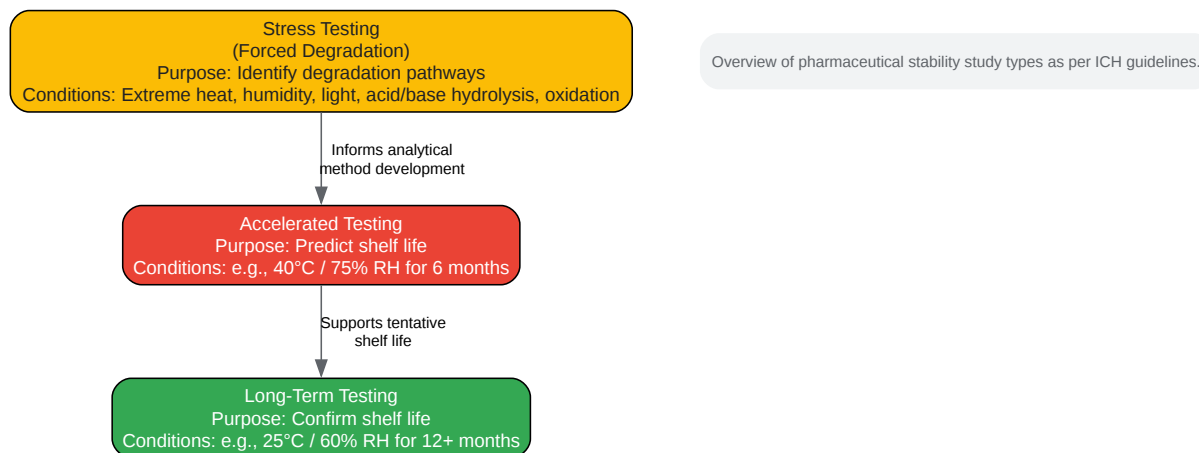 Stress Testing
(Forced Degradation)
Purpose: Identify degradation pathways
Conditions: Extreme heat, humidity, light, acid/base hydrolysis, oxidation
Overview of pharmaceutical stability study types as per ICH guidelines.
Informs analytical
method development
Accelerated Testing
Purpose: Predict shelf life
Conditions: e.g., 40°C / 75% RH for 6 months
Supports tentative
shelf life
Long-Term Testing
Purpose: Confirm shelf life
Conditions: e.g., 25°C / 60% RH for 12+ months